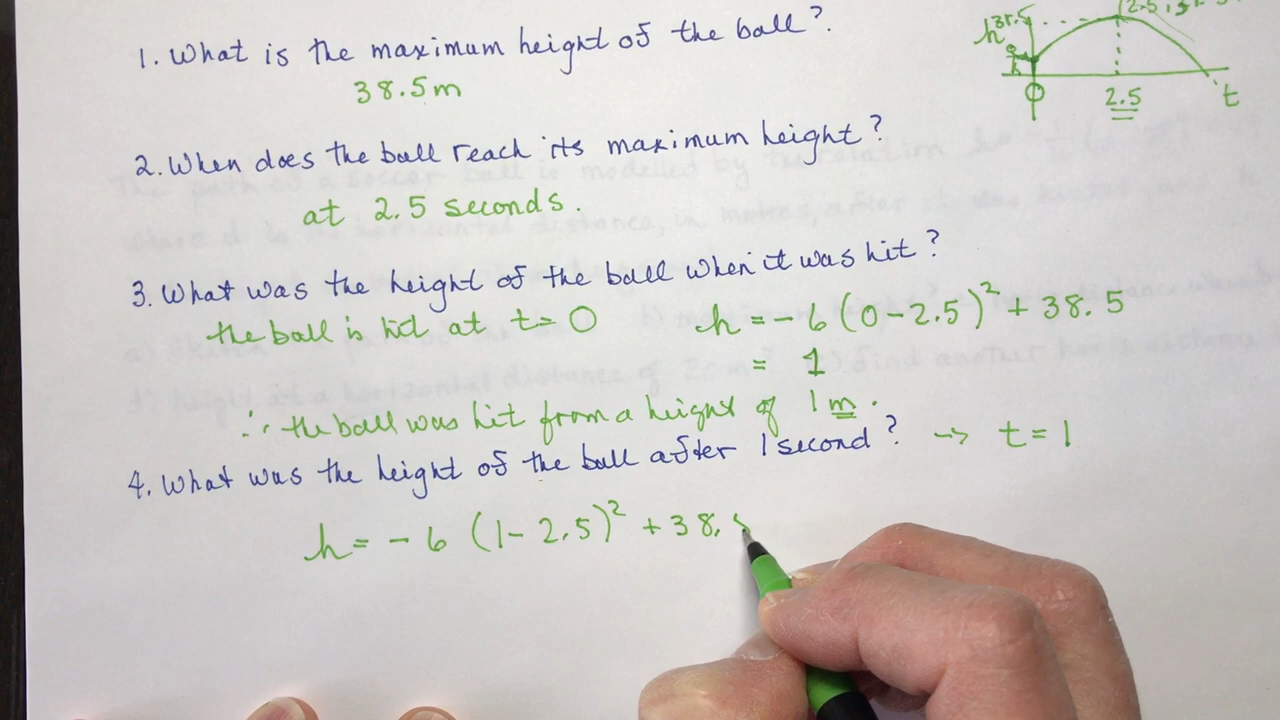 1. What is the maximum height of the ball?
38.5m
2. When does the ball reach its maximum height?
at 2.5 seconds.
3. What was the height of the ball when it was hit?
the ball is hit at t=0
h = -6(0-2.5)² + 38.5
= 1
∴ the ball was hit from a height of 1m.
4. What was the height of the ball after 1 second? → t=1
h = -6(1-2.5)² + 38.5
h
2.5
t